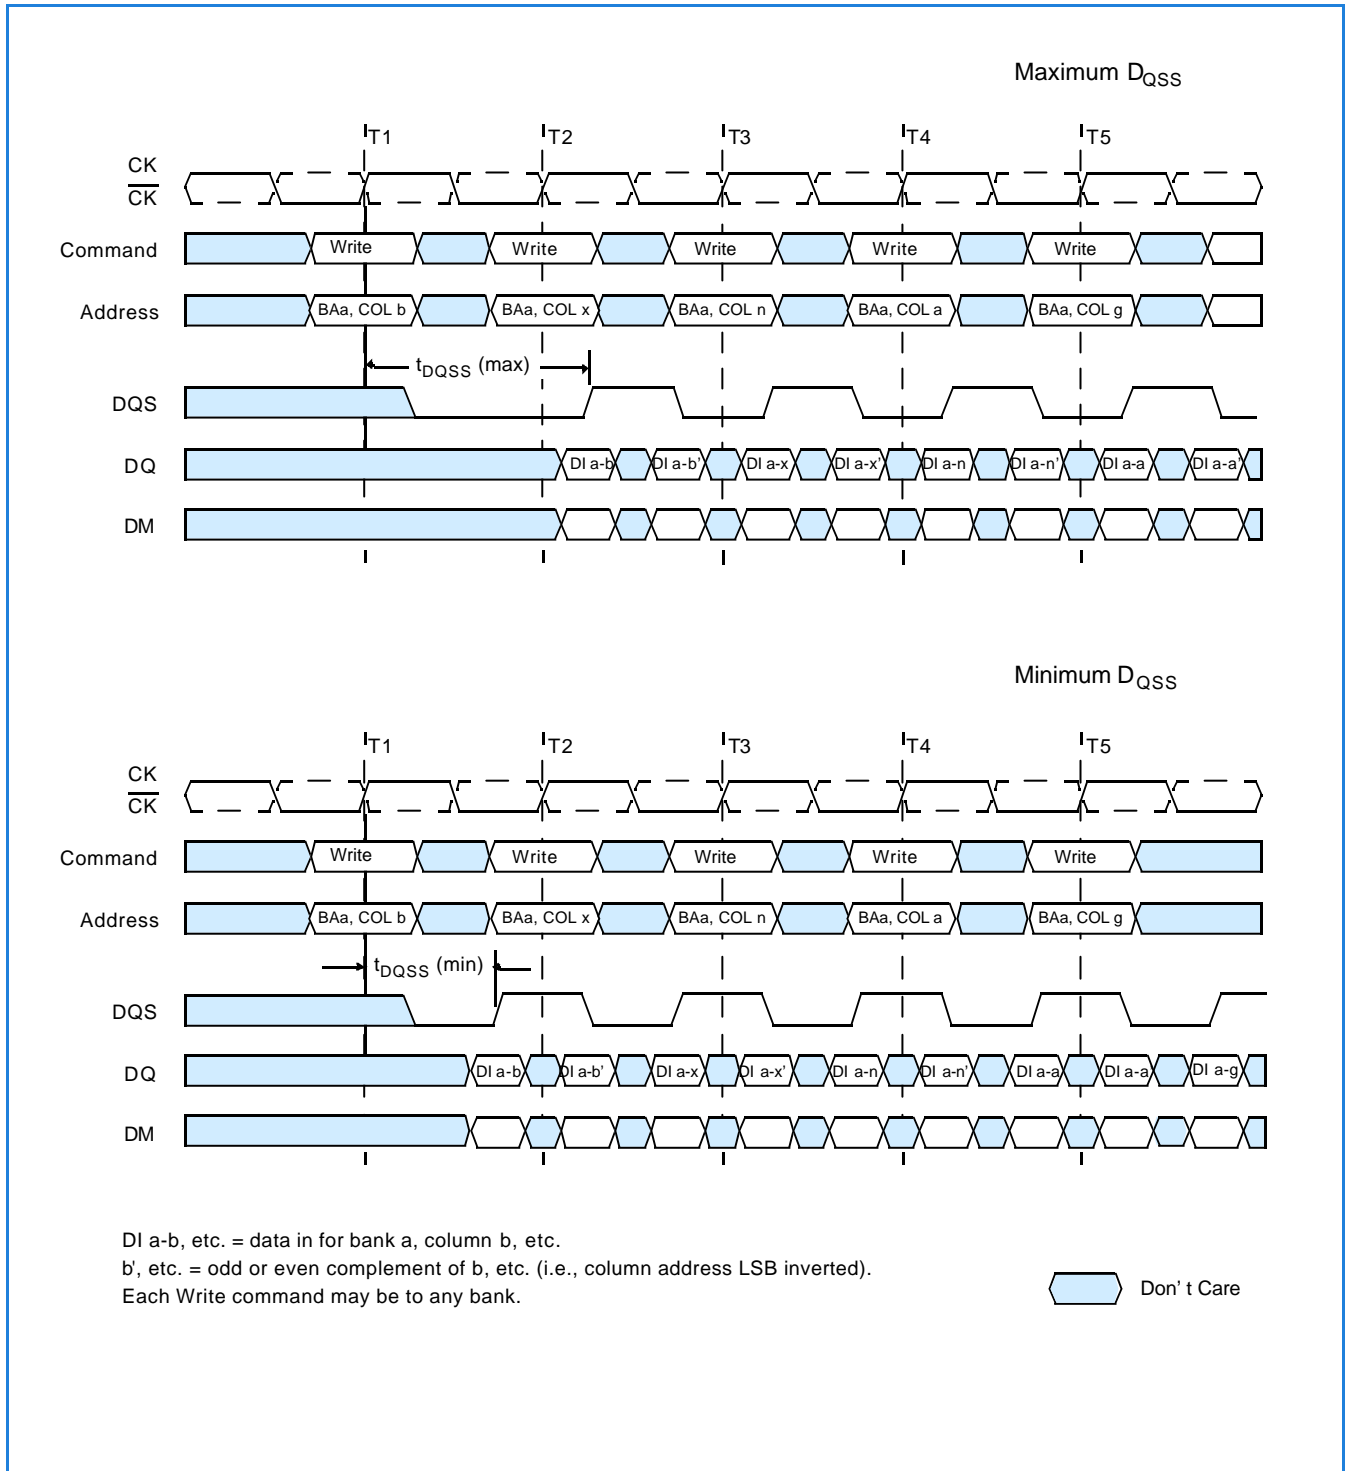 Maximum DQSS
T1 T2 T3 T4 T5
CK
CK
Command Write Write Write Write Write
Address BAa, COL b BAa, COL x BAa, COL n BAa, COL a BAa, COL g
tDQSS (max)
DQS
DQ DI a-b DI a-b' DI a-x DI a-x' DI a-n DI a-n' DI a-a DI a-a'
DM
Minimum DQSS
T1 T2 T3 T4 T5
CK
CK
Command Write Write Write Write Write
Address BAa, COL b BAa, COL x BAa, COL n BAa, COL a BAa, COL g
tDQSS (min)
DQS
DQ DI a-b DI a-b' DI a-x DI a-x' DI a-n DI a-n' DI a-a DI a-a DI a-g
DM
DI a-b, etc. = data in for bank a, column b, etc.
b', etc. = odd or even complement of b, etc. (i.e., column address LSB inverted).
Each Write command may be to any bank.
Don' t Care